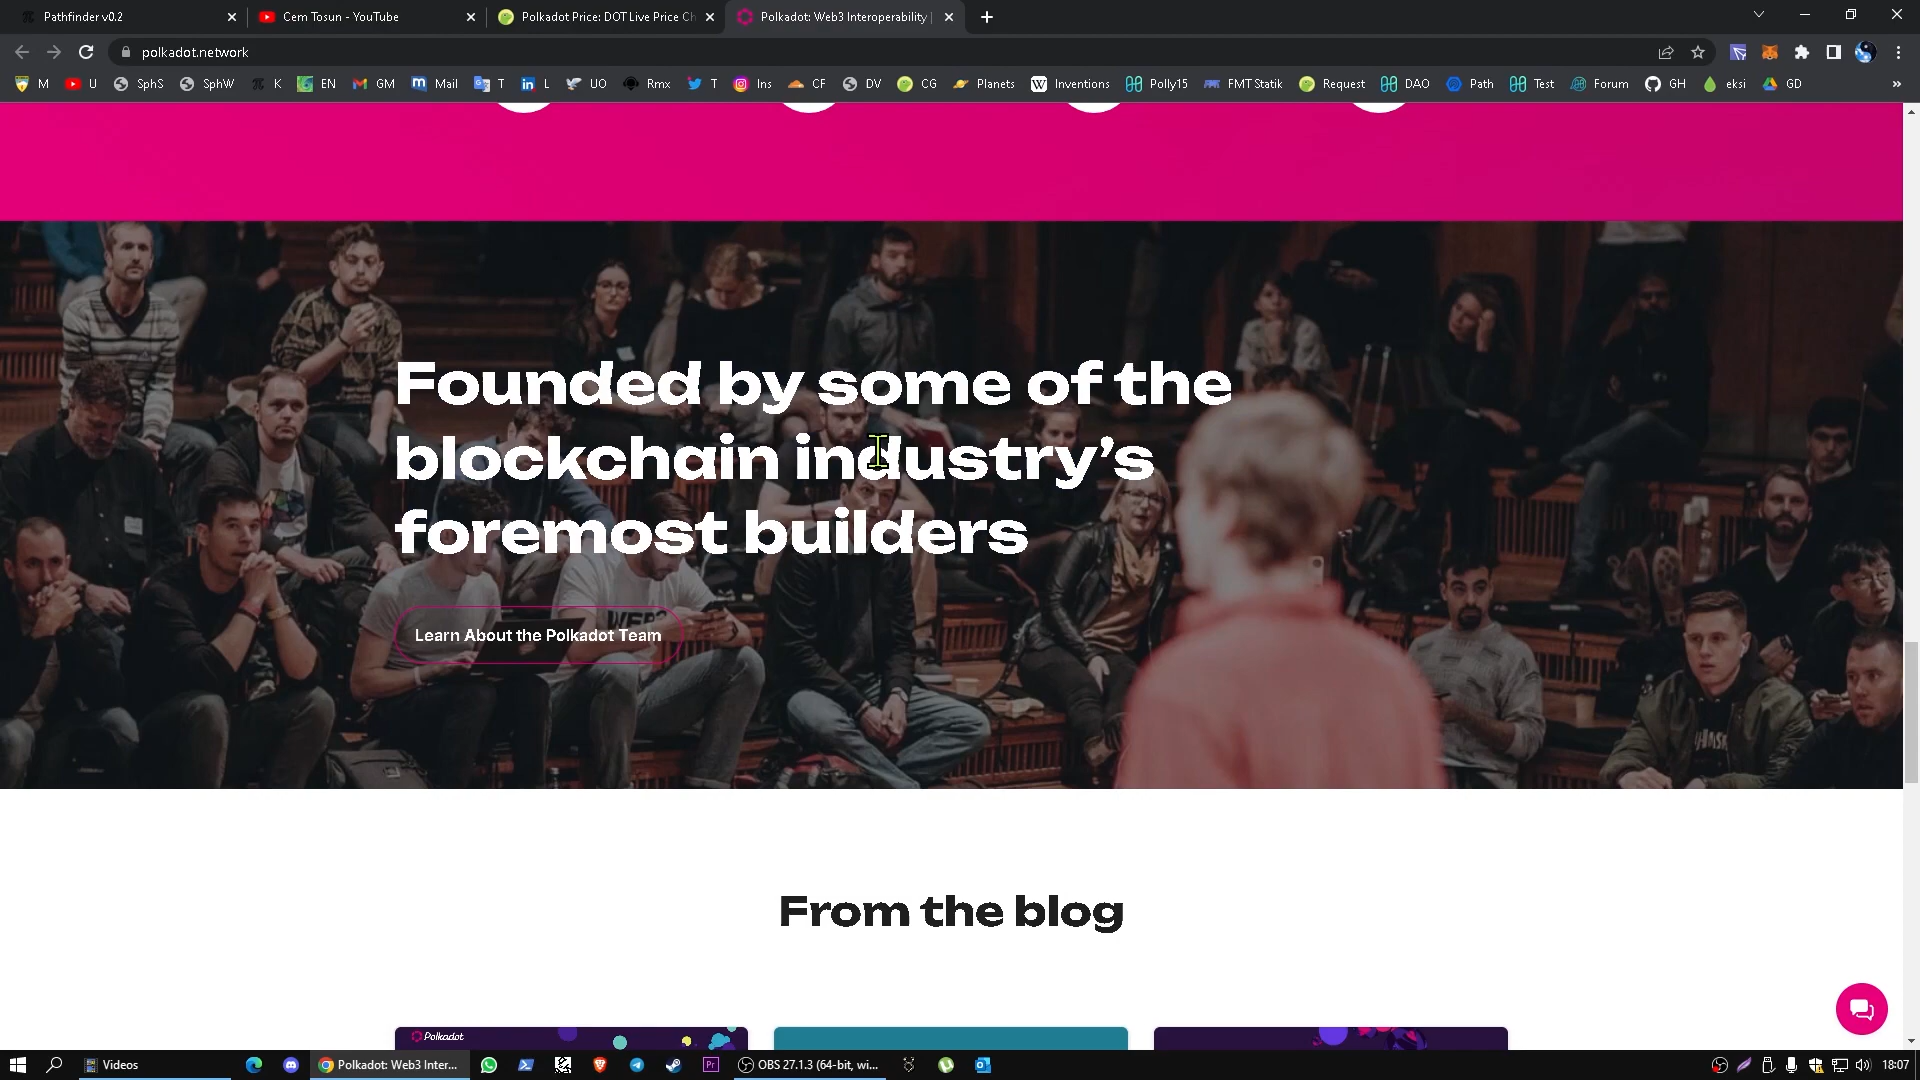 Pathfinder v0.2
Cem Tosun - YouTube
Polkadot Price: DOT Live Price Ch
Polkadot: Web3 Interoperability |
polkadot.network
M
U
SphS
SphW
K
EN
GM
Mail
T
L
UO
Rmx
T
Ins
CF
DV
CG
Planets
Inventions
Polly15
FMT Statik
Request
DAO
Path
Test
Forum
GH
eksi
GD
»
Founded by some of the
blockchain industry’s
foremost builders
Learn About the Polkadot Team
From the blog
Polkadot
Videos
Polkadot: Web3 Inter...
Pr
OBS 27.1.3 (64-bit, wi...
18:07